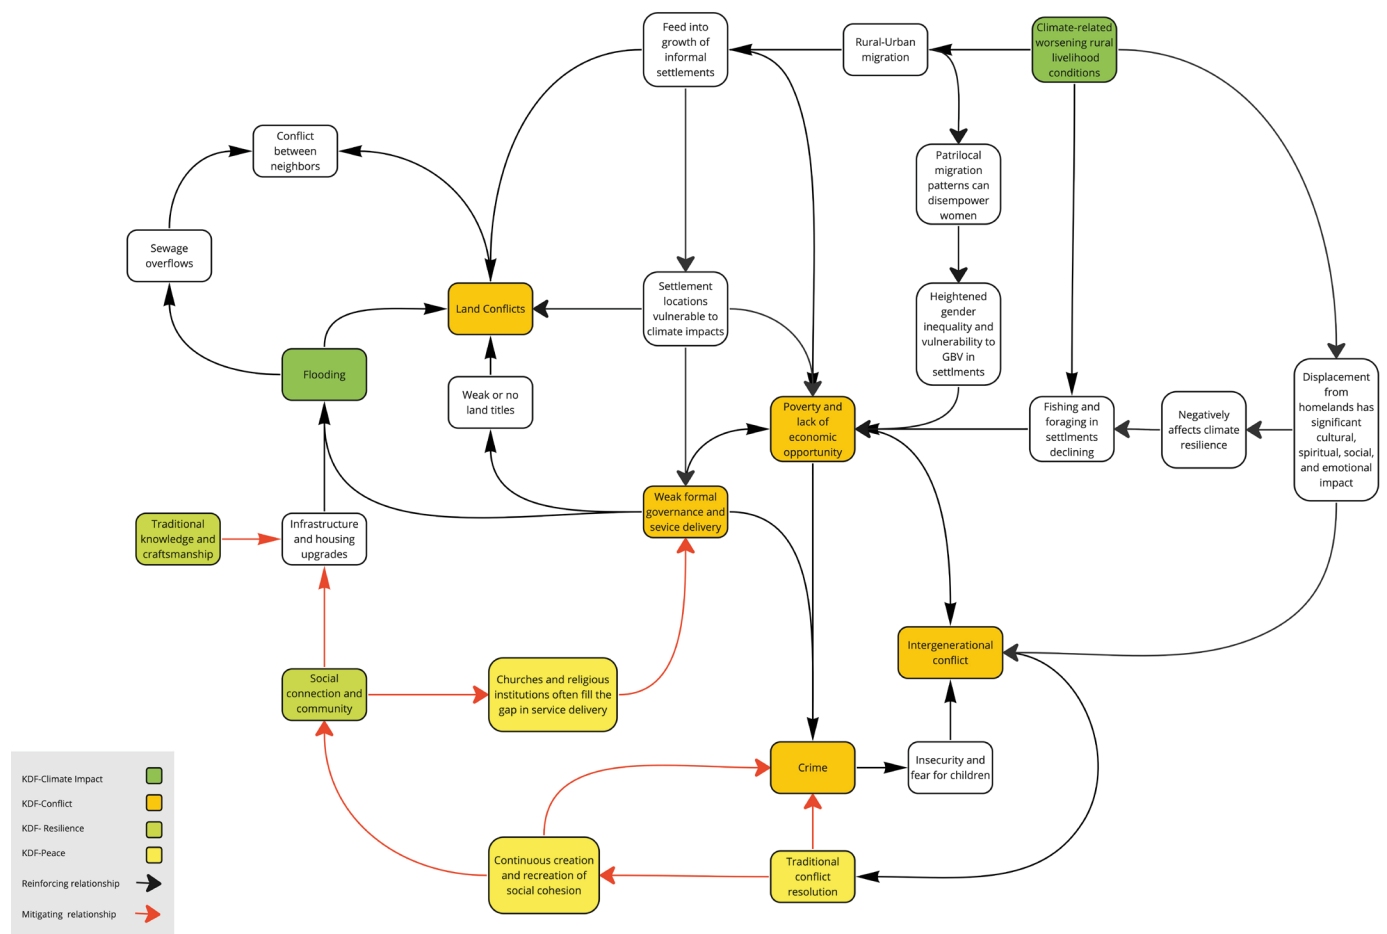 Feed into
growth of
informal
settlements
Rural-Urban
migration
Climate-related
worsening rural
livelihood
conditions
Conflict
between
neighbors
Patrilocal
migration
patterns can
disempower
women
Sewage
overflows
Land Conflicts
Settlement
locations
vulnerable to
climate impacts
Heightened
gender
inequality and
vulnerability to
GBV in
settlments
Flooding
Weak or no
land titles
Poverty and
lack of
economic
opportunity
Fishing and
foraging in
settlments
declining
Negatively
affects climate
resilience
Displacement
from
homelands has
significant
cultural,
spiritual, social,
and emotional
impact
Weak formal
governance and
sevice delivery
Traditional
knowledge and
craftsmanship
Infrastructure
and housing
upgrades
Intergenerational
conflict
Social
connection and
community
Churches and religious
institutions often fill the
gap in service delivery
Crime
Insecurity and
fear for children
Continuous creation
and recreation of
social cohesion
Traditional
conflict
resolution
KDF-Climate Impact
KDF-Conflict
KDF- Resilience
KDF-Peace
Reinforcing relationship
Mitigating relationship